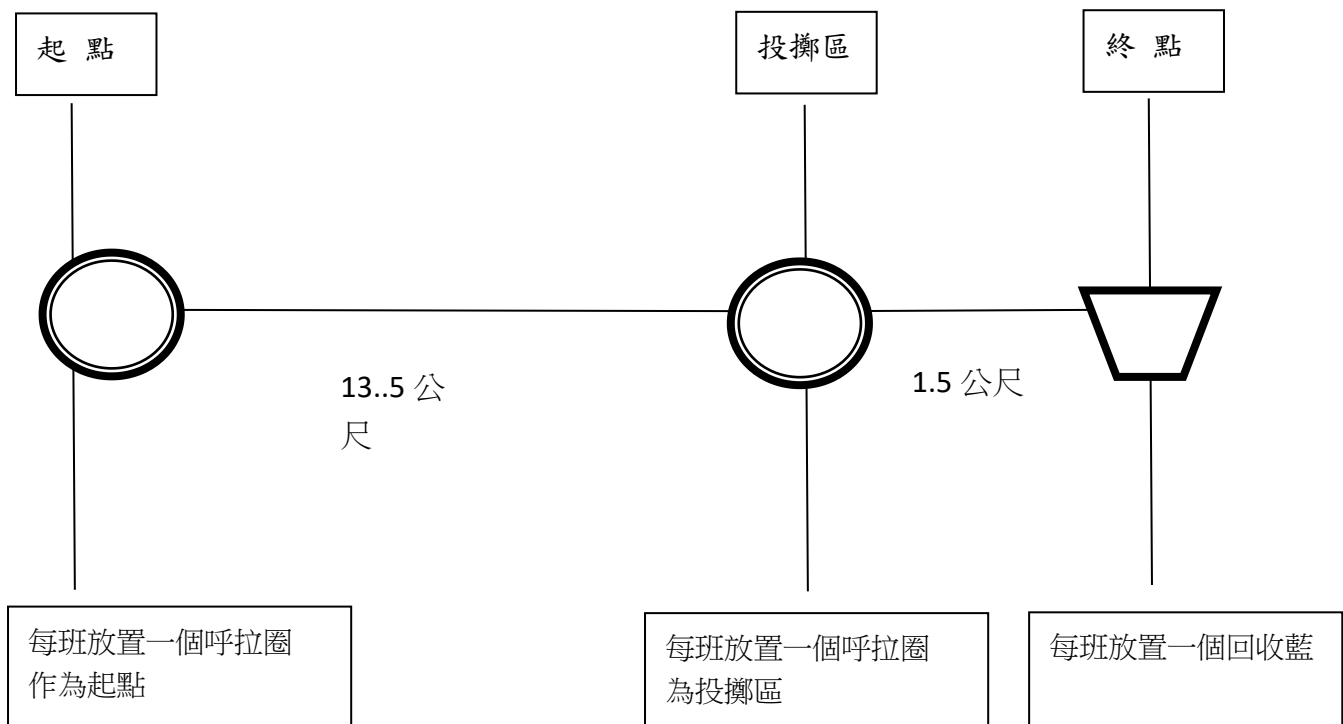 起 點
投擲區
終 點
13..5 公
尺
1.5 公尺
每班放置一個呼拉圈
作為起點
每班放置一個呼拉圈
為投擲區
每班放置一個回收藍